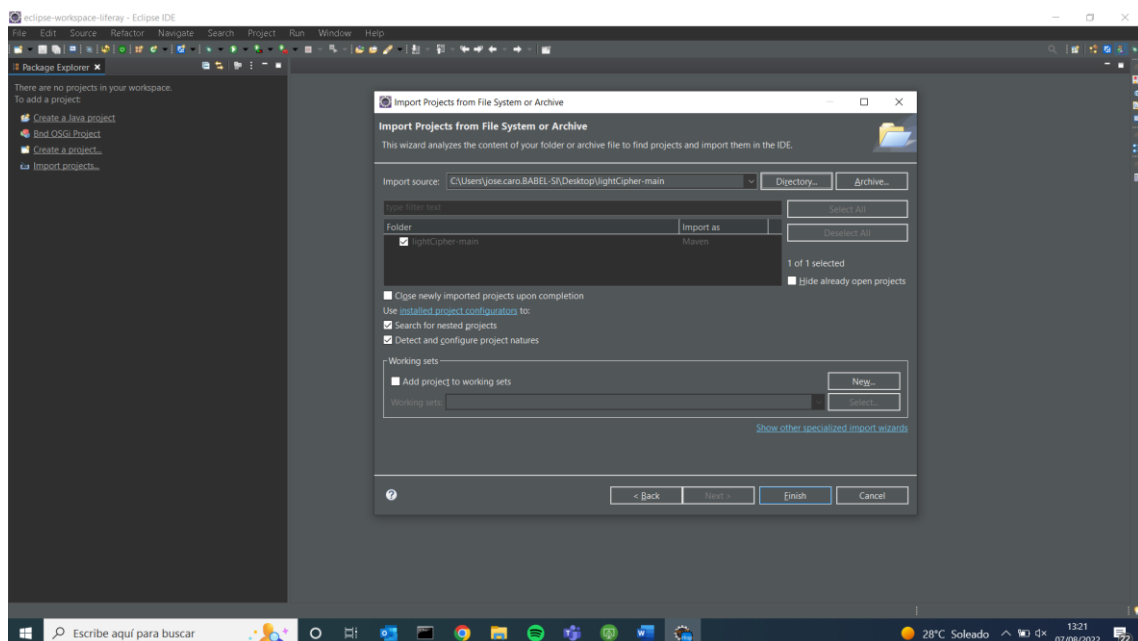 eclipse-workspace-liferay - Eclipse IDE
File Edit Source Refactor Navigate Search Project Run Window Help
Package Explorer
There are no projects in your workspace.
To add a project:
Create a Java project
Bnd OSGi Project
Create a project...
Import projects...
Import Projects from File System or Archive
Import Projects from File System or Archive
This wizard analyzes the content of your folder or archive file to find projects and import them in the IDE.
Import source: C:\Users\jose.caro.BABEL-SI\Desktop\lightCipher-main Directory... Archive...
type filter text Select All
Folder Import as Deselect All
lightCipher-main Maven
1 of 1 selected
Hide already open projects
Close newly imported projects upon completion
Use installed project configurators to:
Search for nested projects
Detect and configure project natures
Working sets
Add project to working sets New...
Working sets: Select...
Show other specialized import wizards
< Back Next > Finish Cancel
Escribe aquí para buscar
28°C Soleado
13:21
07/08/2022